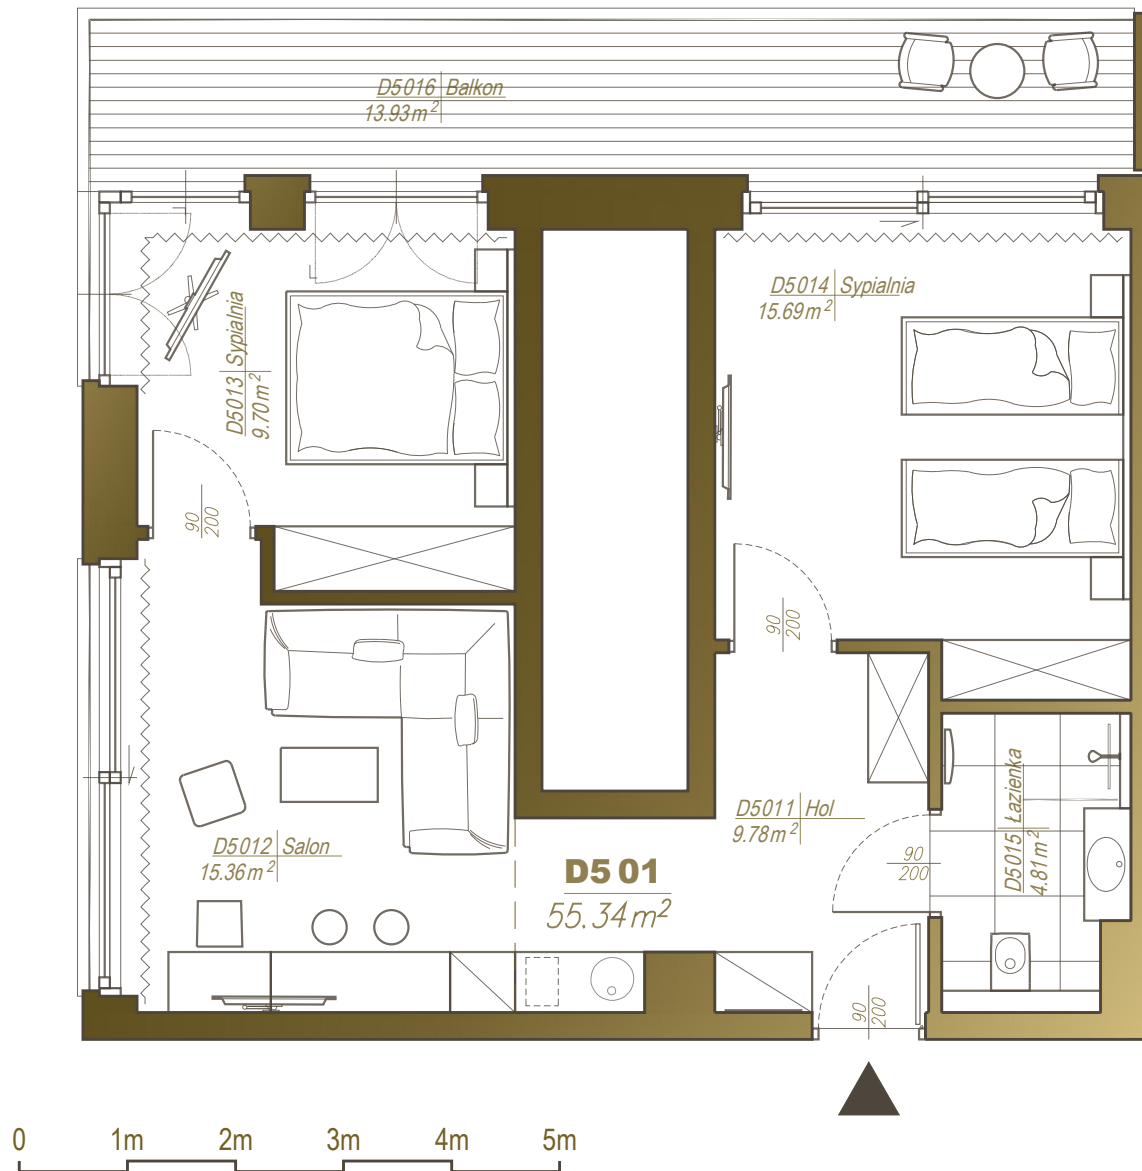 D5016 Balkon
13.93m²
D5014 Sypialnia
15.69m²
D5013 Sypialnia
9.70m²
90
200
90
200
D5011 Hol
9.78m²
D5012 Salon
15.36m²
D5 01
55.34m²
90
200
D5015 Łazienka
4.81m²
90
200
0 1m 2m 3m 4m 5m